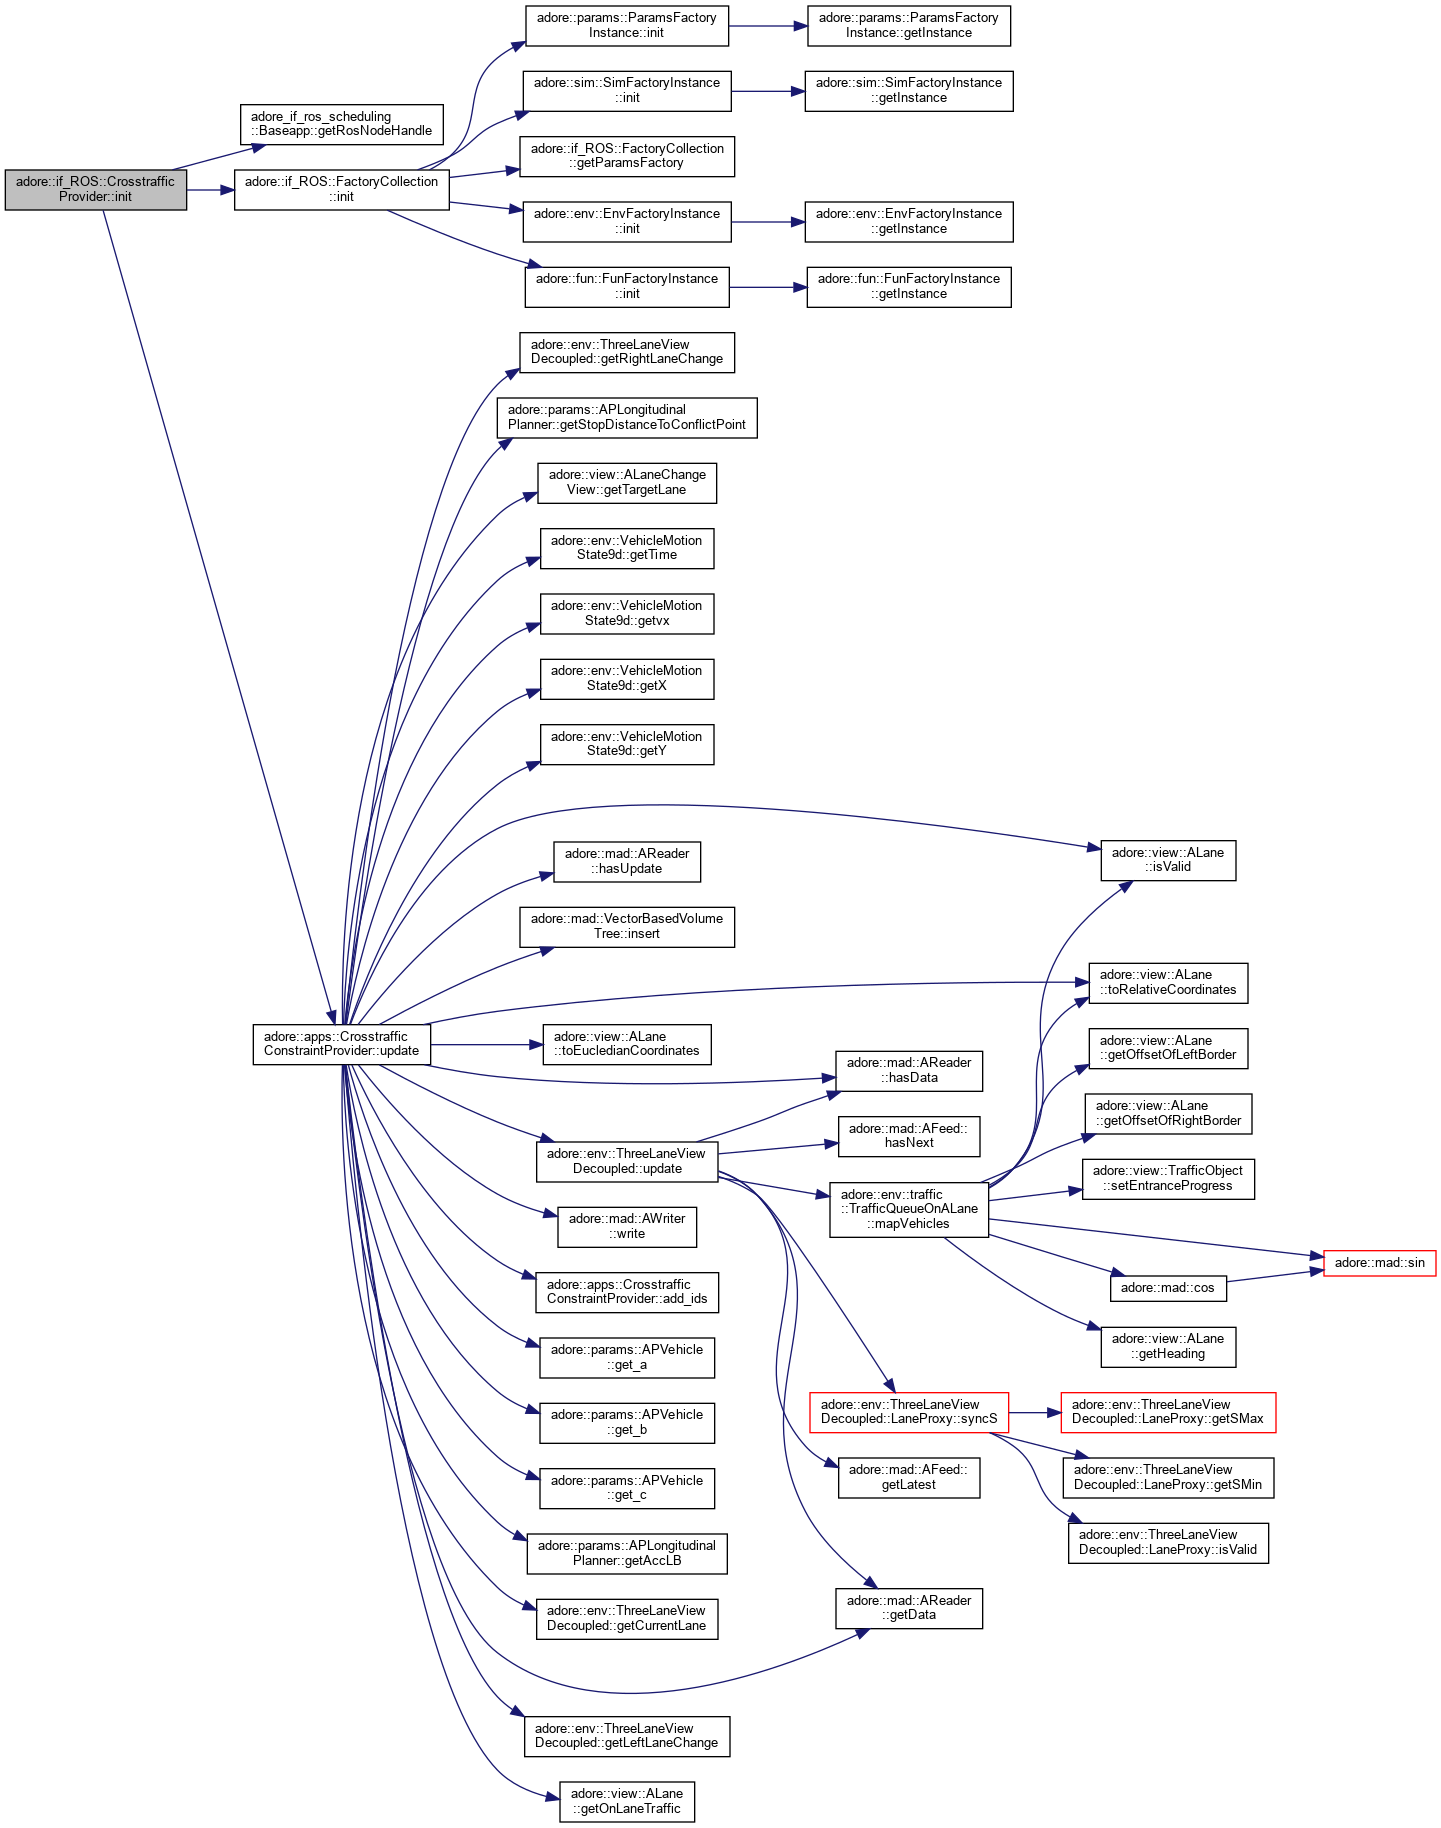 adore::params::ParamsFactory
Instance::init
adore::params::ParamsFactory
Instance::getInstance
adore::sim::SimFactoryInstance
::init
adore::sim::SimFactoryInstance
::getInstance
adore_if_ros_scheduling
::Baseapp::getRosNodeHandle
adore::if_ROS::FactoryCollection
::getParamsFactory
adore::if_ROS::Crosstraffic
Provider::init
adore::if_ROS::FactoryCollection
::init
adore::env::EnvFactoryInstance
::init
adore::env::EnvFactoryInstance
::getInstance
adore::fun::FunFactoryInstance
::init
adore::fun::FunFactoryInstance
::getInstance
adore::env::ThreeLaneView
Decoupled::getRightLaneChange
adore::params::APLongitudinal
Planner::getStopDistanceToConflictPoint
adore::view::ALaneChange
View::getTargetLane
adore::env::VehicleMotion
State9d::getTime
adore::env::VehicleMotion
State9d::getvx
adore::env::VehicleMotion
State9d::getX
adore::env::VehicleMotion
State9d::getY
adore::view::ALane
::isValid
adore::mad::AReader
::hasUpdate
adore::mad::VectorBasedVolume
Tree::insert
adore::view::ALane
::toRelativeCoordinates
adore::apps::Crosstraffic
ConstraintProvider::update
adore::view::ALane
::toEucledianCoordinates
adore::view::ALane
::getOffsetOfLeftBorder
adore::mad::AReader
::hasData
adore::view::ALane
::getOffsetOfRightBorder
adore::mad::AFeed::
hasNext
adore::env::ThreeLaneView
Decoupled::update
adore::view::TrafficObject
::setEntranceProgress
adore::env::traffic
::TrafficQueueOnALane
::mapVehicles
adore::mad::AWriter
::write
adore::mad::sin
adore::mad::cos
adore::apps::Crosstraffic
ConstraintProvider::add_ids
adore::view::ALane
::getHeading
adore::params::APVehicle
::get_a
adore::env::ThreeLaneView
Decoupled::LaneProxy::syncS
adore::env::ThreeLaneView
Decoupled::LaneProxy::getSMax
adore::params::APVehicle
::get_b
adore::mad::AFeed::
getLatest
adore::env::ThreeLaneView
Decoupled::LaneProxy::getSMin
adore::params::APVehicle
::get_c
adore::env::ThreeLaneView
Decoupled::LaneProxy::isValid
adore::params::APLongitudinal
Planner::getAccLB
adore::mad::AReader
::getData
adore::env::ThreeLaneView
Decoupled::getCurrentLane
adore::env::ThreeLaneView
Decoupled::getLeftLaneChange
adore::view::ALane
::getOnLaneTraffic